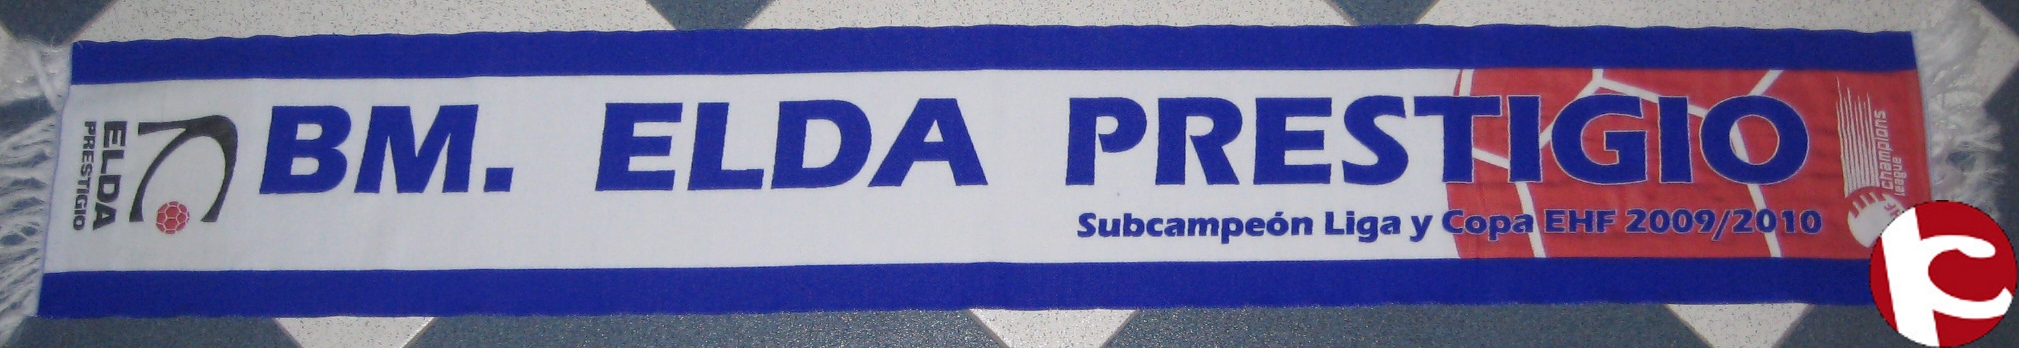 ELDA
PRESTIGIO
BM. ELDA PRESTIGIO
Subcampeón Liga y Copa EHF 2009/2010
Champions
League